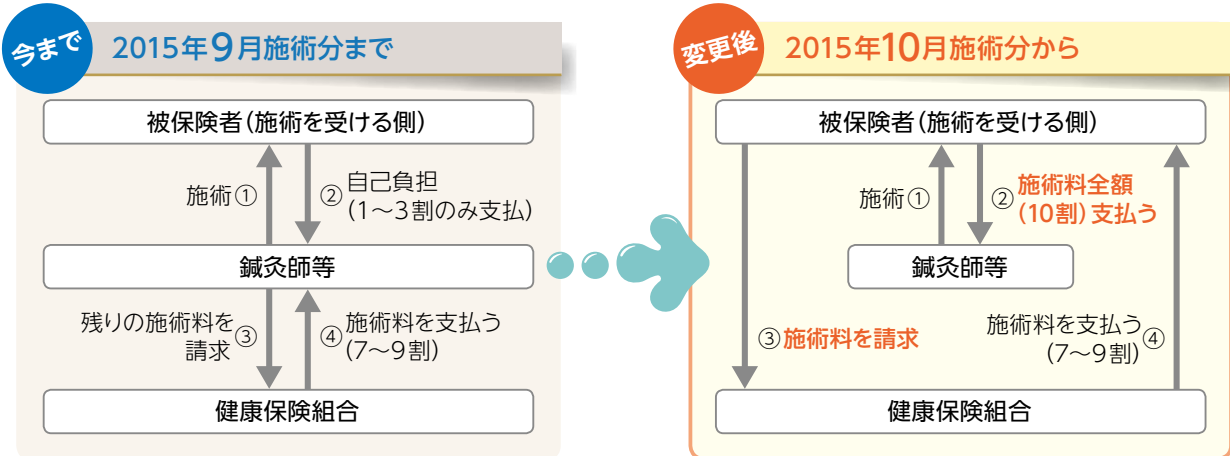 今まで
2015年9月施術分まで
被保険者(施術を受ける側)
施術①
②自己負担
(1〜3割のみ支払)
鍼灸師等
残りの施術料を
請求③
④施術料を支払う
(7〜9割)
健康保険組合
変更後
2015年10月施術分から
被保険者(施術を受ける側)
施術①
②施術料全額
(10割)支払う
鍼灸師等
③施術料を請求
施術料を支払う④
(7〜9割)
健康保険組合